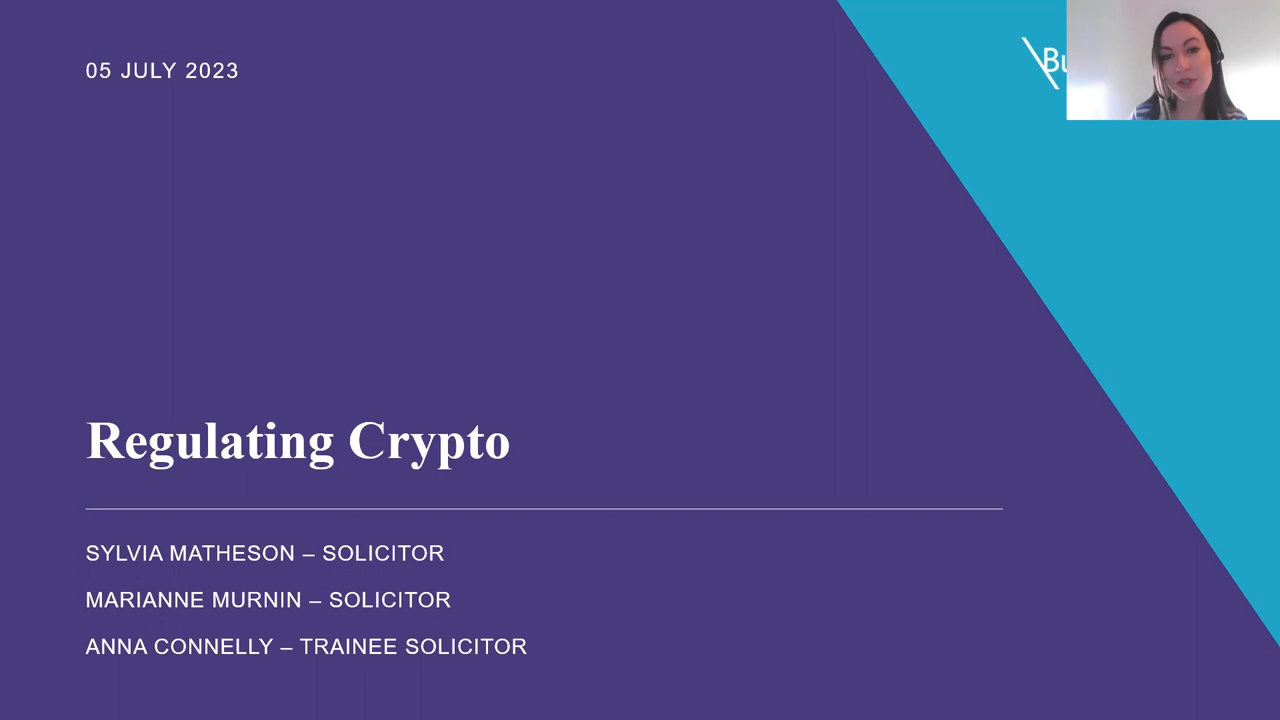 05 JULY 2023
Regulating Crypto
SYLVIA MATHESON – SOLICITOR
MARIANNE MURNIN – SOLICITOR
ANNA CONNELLY – TRAINEE SOLICITOR